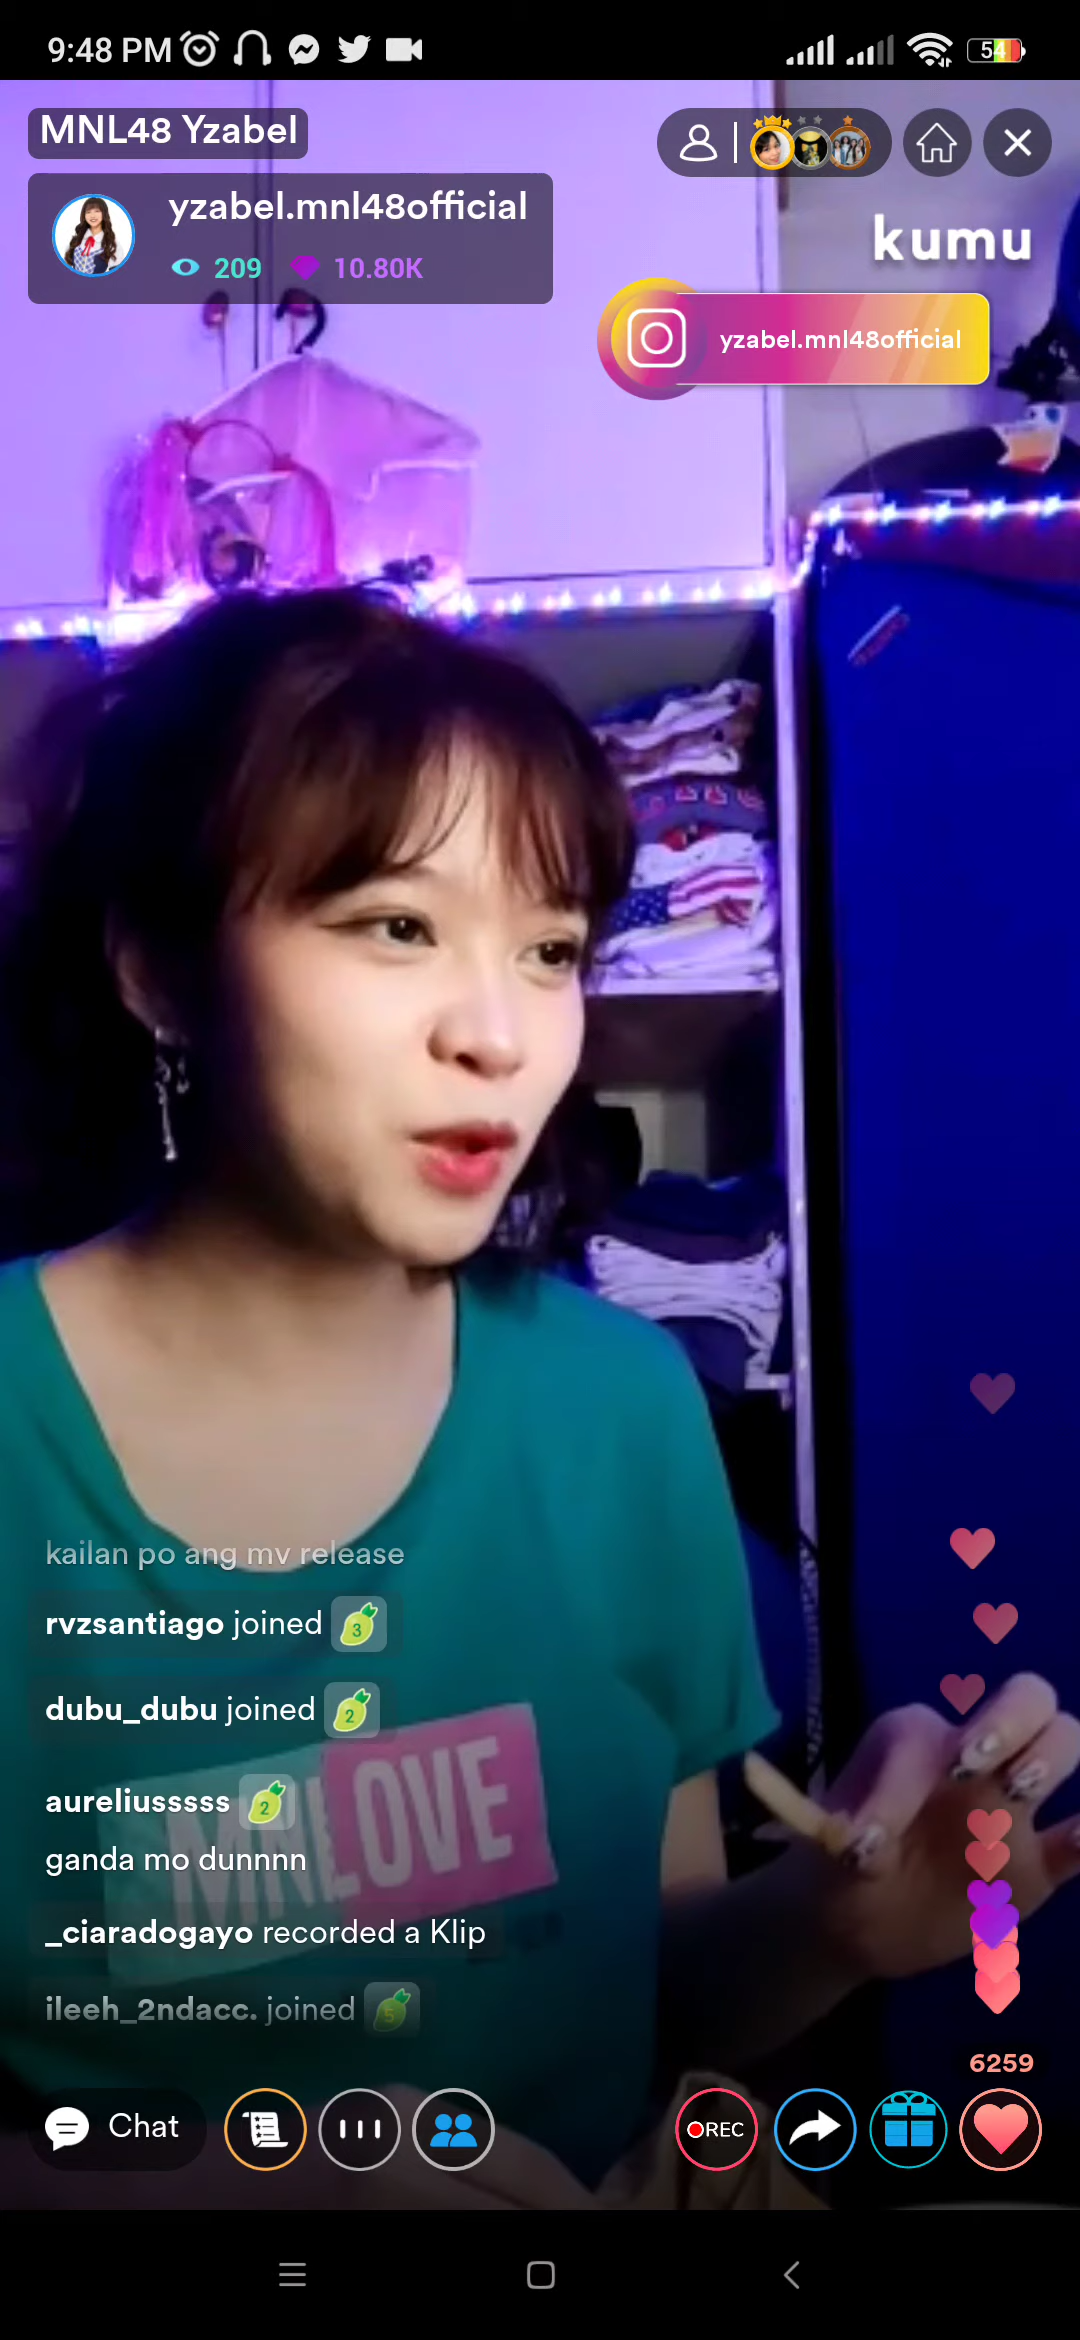 9:48 PM
54
MNL48 Yzabel
yzabel.mnl48official
209 10.80K
kumu
yzabel.mnl48official
kailan po ang mv release
rvzsantiago joined 3
dubu_dubu joined 2
aureliusssss 2
ganda mo dunnnn
MNLOVE
_ciaradogayo recorded a Klip
ileeh_2ndacc. joined 5
6259
Chat
REC